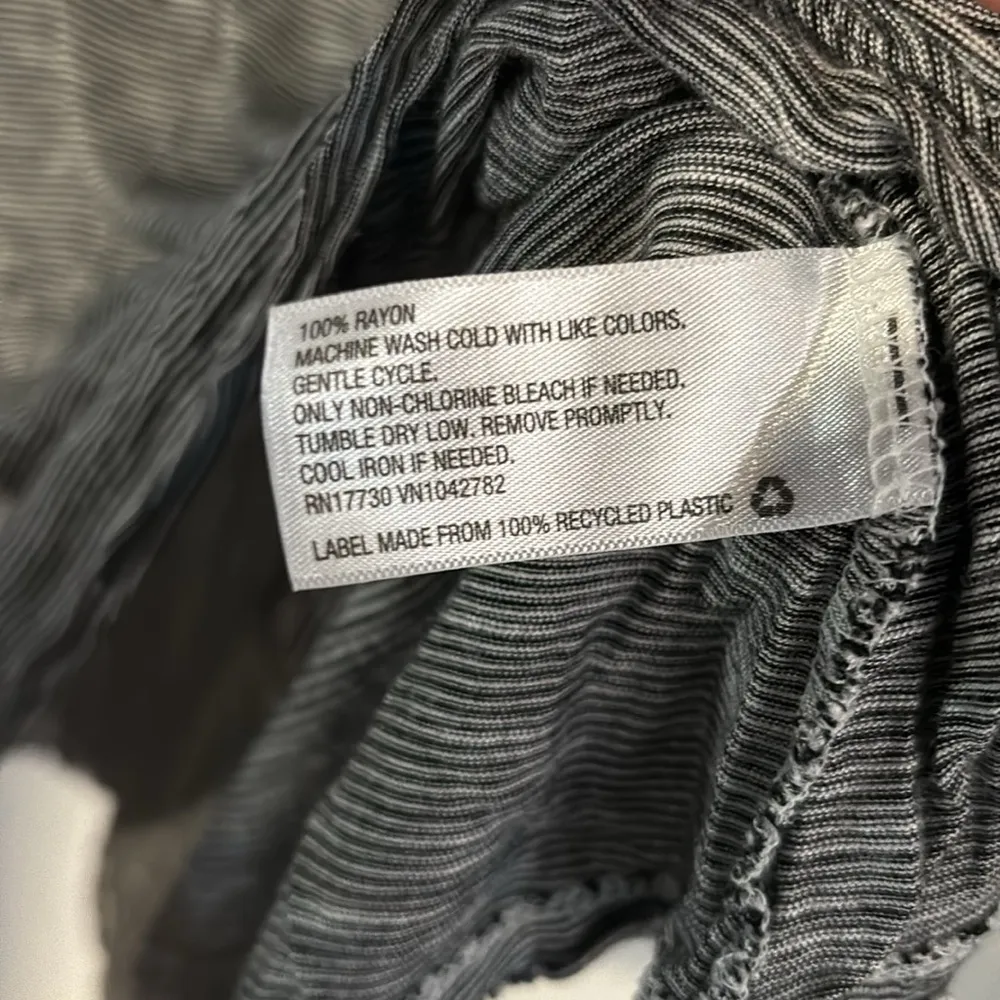 100% RAYON
MACHINE WASH COLD WITH LIKE COLORS.
GENTLE CYCLE.
ONLY NON-CHLORINE BLEACH IF NEEDED.
TUMBLE DRY LOW. REMOVE PROMPTLY.
COOL IRON IF NEEDED.
RN17730 VN1042782
LABEL MADE FROM 100% RECYCLED PLASTIC